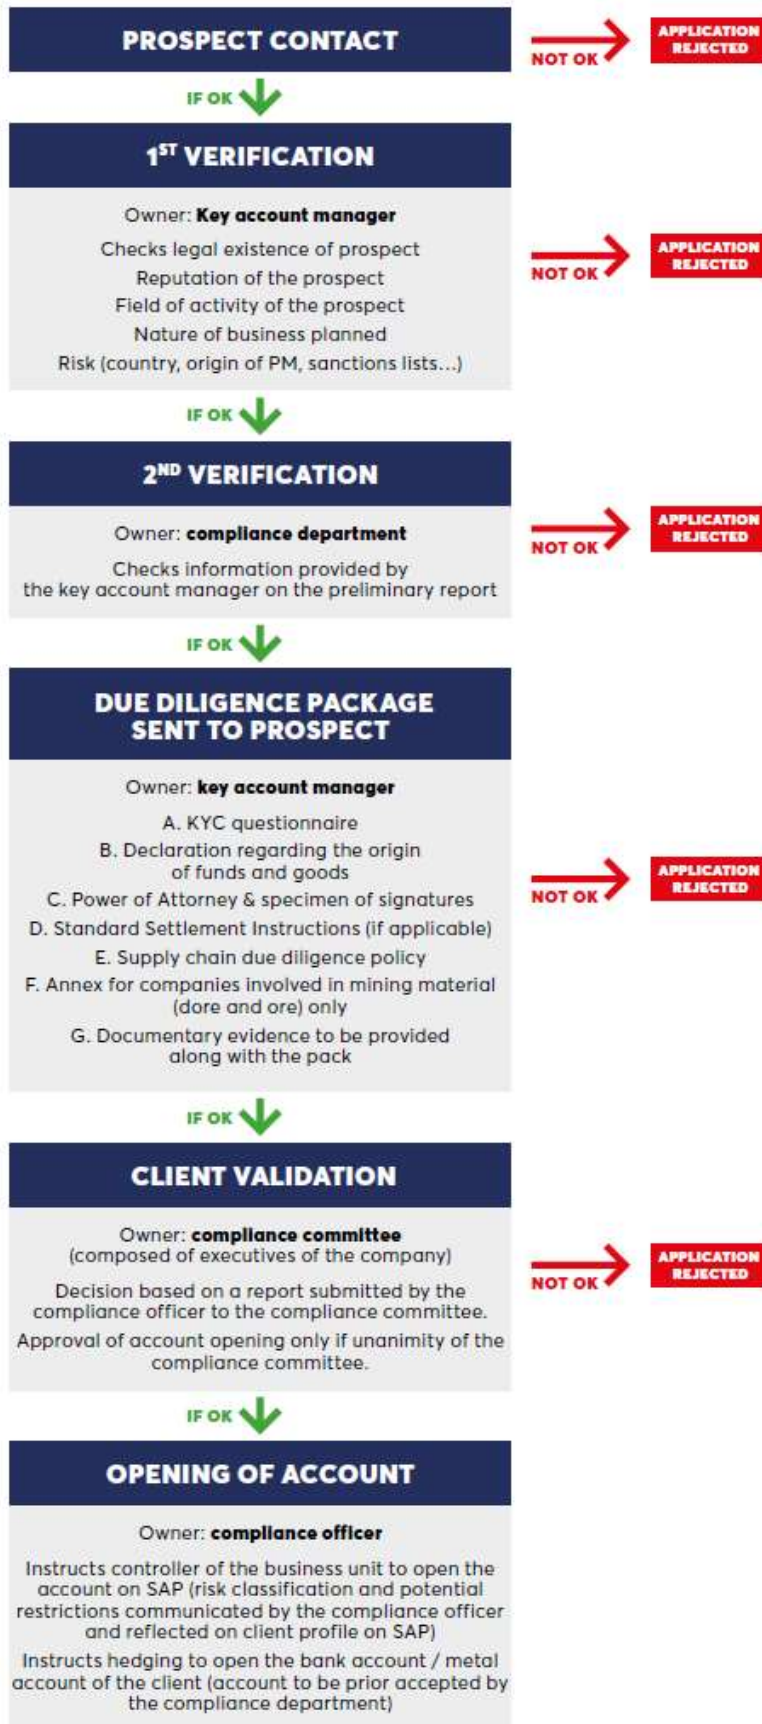 PROSPECT CONTACT
NOT OK
APPLICATION
REJECTED
IF OK
1ST VERIFICATION
Owner: Key account manager
Checks legal existence of prospect
Reputation of the prospect
Field of activity of the prospect
Nature of business planned
Risk (country, origin of PM, sanctions lists...)
NOT OK
APPLICATION
REJECTED
IF OK
2ND VERIFICATION
Owner: compliance department
Checks information provided by
the key account manager on the preliminary report
NOT OK
APPLICATION
REJECTED
IF OK
DUE DILIGENCE PACKAGE
SENT TO PROSPECT
Owner: key account manager
A. KYC questionnaire
B. Declaration regarding the origin
of funds and goods
C. Power of Attorney & specimen of signatures
D. Standard Settlement Instructions (if applicable)
E. Supply chain due diligence policy
F. Annex for companies involved in mining material
(dore and ore) only
G. Documentary evidence to be provided
along with the pack
NOT OK
APPLICATION
REJECTED
IF OK
CLIENT VALIDATION
Owner: compliance committee
(composed of executives of the company)
Decision based on a report submitted by the
compliance officer to the compliance committee.
Approval of account opening only if unanimity of the
compliance committee.
NOT OK
APPLICATION
REJECTED
IF OK
OPENING OF ACCOUNT
Owner: compliance officer
Instructs controller of the business unit to open the
account on SAP (risk classification and potential
restrictions communicated by the compliance officer
and reflected on client profile on SAP)
Instructs hedging to open the bank account / metal
account of the client (account to be prior accepted by
the compliance department)